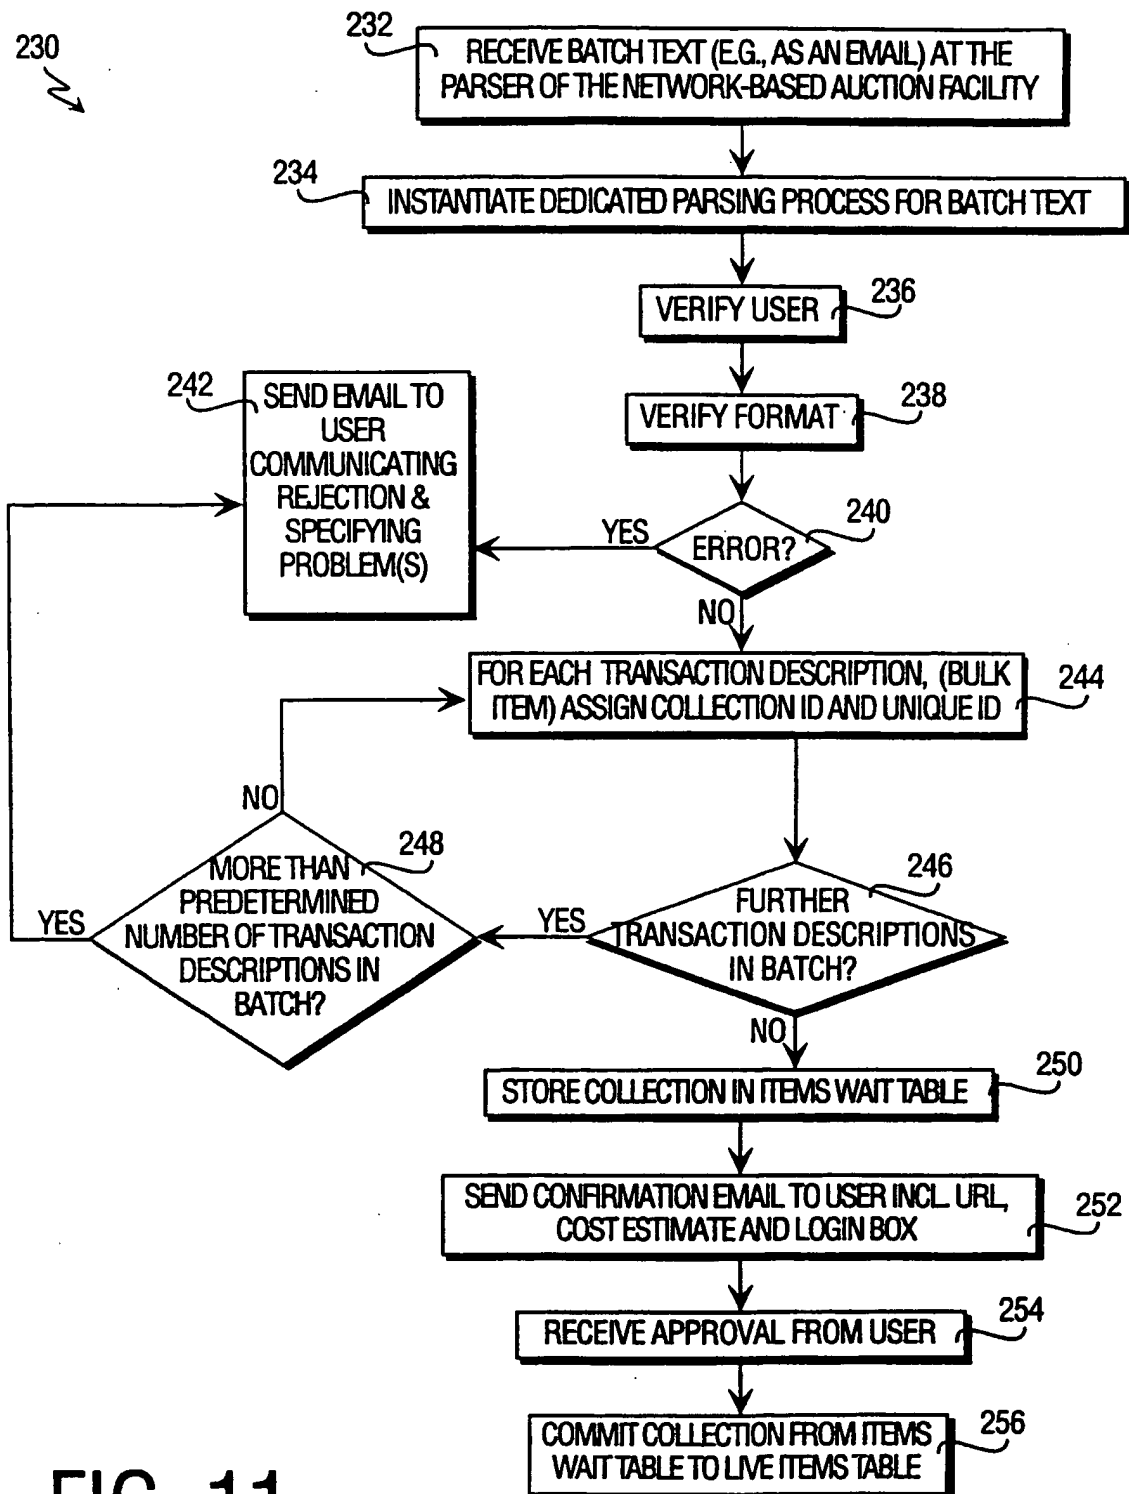 230
232
RECEIVE BATCH TEXT (E.G., AS AN EMAIL) AT THE
PARSER OF THE NETWORK-BASED AUCTION FACILITY
234
INSTANTIATE DEDICATED PARSING PROCESS FOR BATCH TEXT
VERIFY USER
236
242
SEND EMAIL TO
USER
COMMUNICATING
REJECTION &
SPECIFYING
PROBLEM(S)
VERIFY FORMAT
238
YES
ERROR?
240
NO
FOR EACH TRANSACTION DESCRIPTION, (BULK
ITEM) ASSIGN COLLECTION ID AND UNIQUE ID
244
NO
248
MORE THAN
PREDETERMINED
NUMBER OF TRANSACTION
DESCRIPTIONS IN
BATCH?
YES
YES
246
FURTHER
TRANSACTION DESCRIPTIONS
IN BATCH?
NO
STORE COLLECTION IN ITEMS WAIT TABLE
250
SEND CONFIRMATION EMAIL TO USER INCL. URL,
COST ESTIMATE AND LOGIN BOX
252
RECEIVE APPROVAL FROM USER
254
COMMIT COLLECTION FROM ITEMS
WAIT TABLE TO LIVE ITEMS TABLE
256
FIG. 11